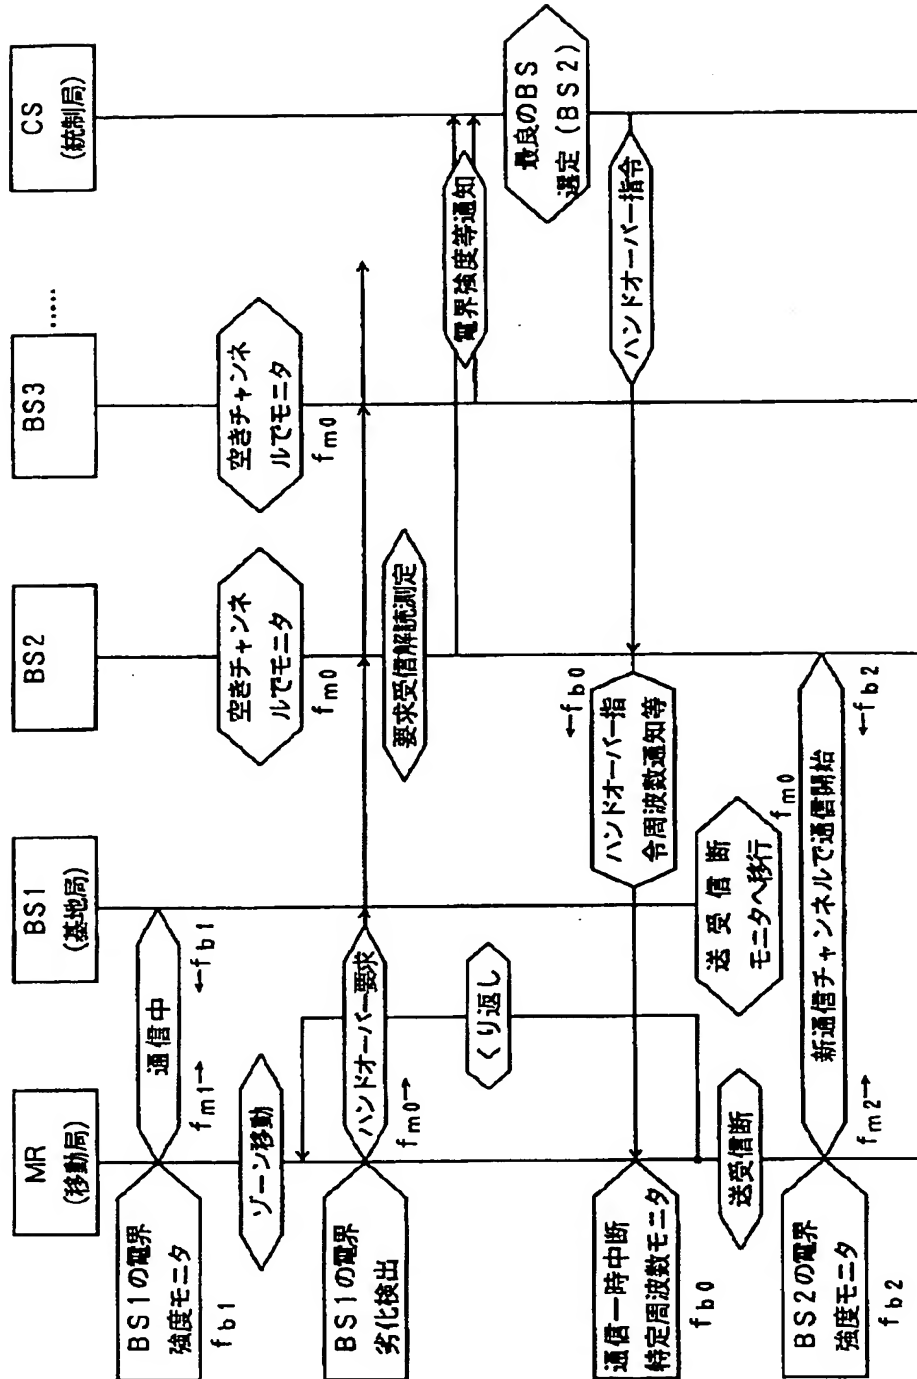 MR
(移動局)
BS1
(基地局)
BS2
BS3
.....
CS
(統制局)
BS1の電界
強度モニタ
fb1
通信中
fm1→
←fb1
空きチャンネ
ルでモニタ
fm0
空きチャンネ
ルでモニタ
fm0
ゾーン移動
BS1の電界
劣化検出
ハンドオーバー要求
fm0→
要求受信解読測定
電界強度等通知
最良のBS
選定(BS2)
くり返し
ハンドオーバー指令
←fb0
ハンドオーバー指
令周波数通知等
通信一時中断
特定周波数モニタ
fb0
送受信断
送受信断
モニタへ移行
fm0
BS2の電界
強度モニタ
fb2
新通信チャンネルで通信開始
fm2→
←fb2